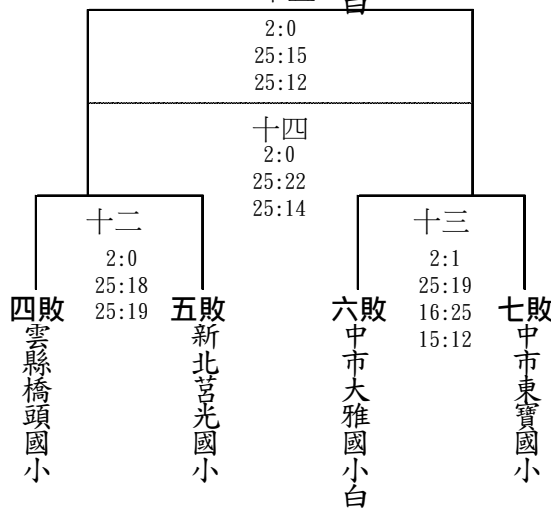 2:0
25:15
25:12
十四
2:0
25:22
25:14
十二
2:0
25:18
25:19
十三
2:1
25:19
16:25
15:12
四敗
雲縣橋頭國小
五敗
新北莒光國小
六敗
中市大雅國小白
七敗
中市東寶國小